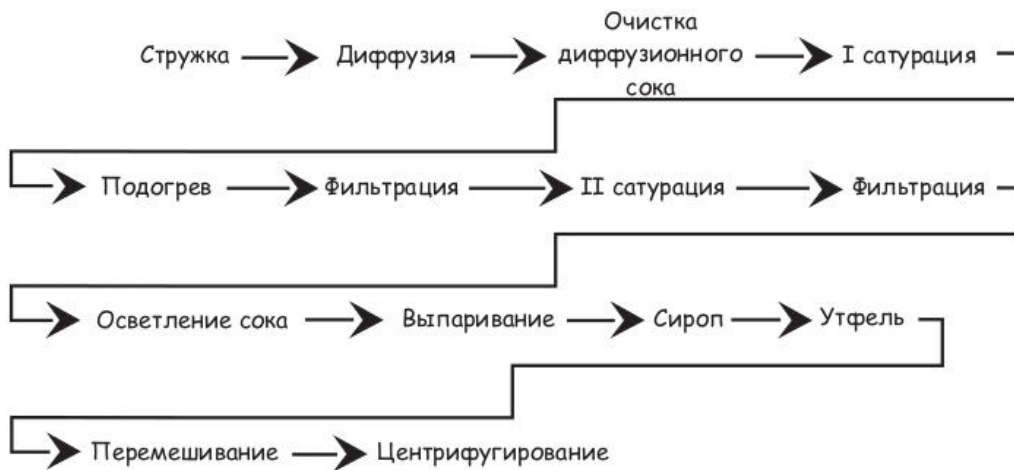 Стружка Диффузия Очистка диффузионного сока I сатурация
Подогрев Фильтрация II сатурация Фильтрация
Осветление сока Выпаривание Сироп Утфель
Перемешивание Центрифугирование